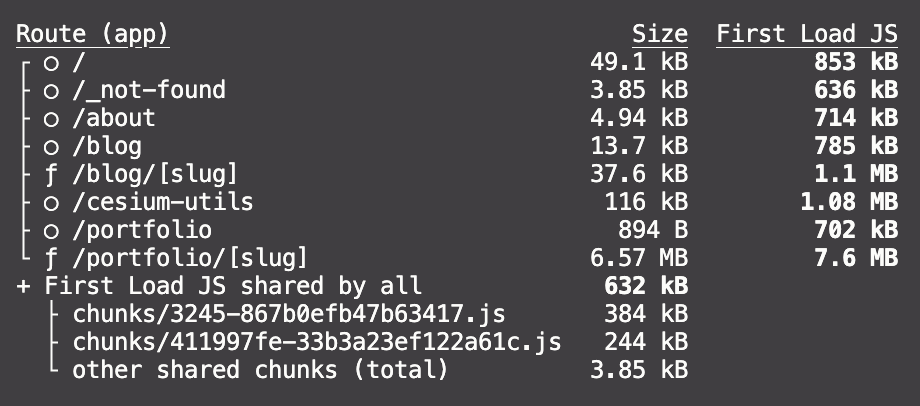 Route (app)                              Size     First Load JS
┌ ○ /                                    49.1 kB         853 kB
├ ○ /_not-found                          3.85 kB         636 kB
├ ○ /about                               4.94 kB         714 kB
├ ○ /blog                                13.7 kB         785 kB
├ ƒ /blog/[slug]                         37.6 kB         1.1 MB
├ ○ /cesium-utils                         116 kB        1.08 MB
├ ○ /portfolio                             894 B         702 kB
└ ƒ /portfolio/[slug]                    6.57 MB         7.6 MB
+ First Load JS shared by all             632 kB
  ├ chunks/3245-867b0efb47b63417.js       384 kB
  ├ chunks/411997fe-33b3a23ef122a61c.js   244 kB
  └ other shared chunks (total)          3.85 kB